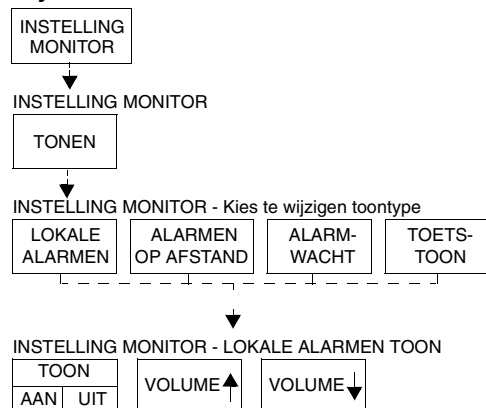 INSTELLING
MONITOR
INSTELLING MONITOR
TONEN
INSTELLING MONITOR - Kies te wijzigen toontype
LOKALE
ALARMEN
ALARMEN
OP AFSTAND
ALARM-
WACHT
TOETS-
TOON
INSTELLING MONITOR - LOKALE ALARMEN TOON
TOON
AAN UIT
VOLUME
VOLUME